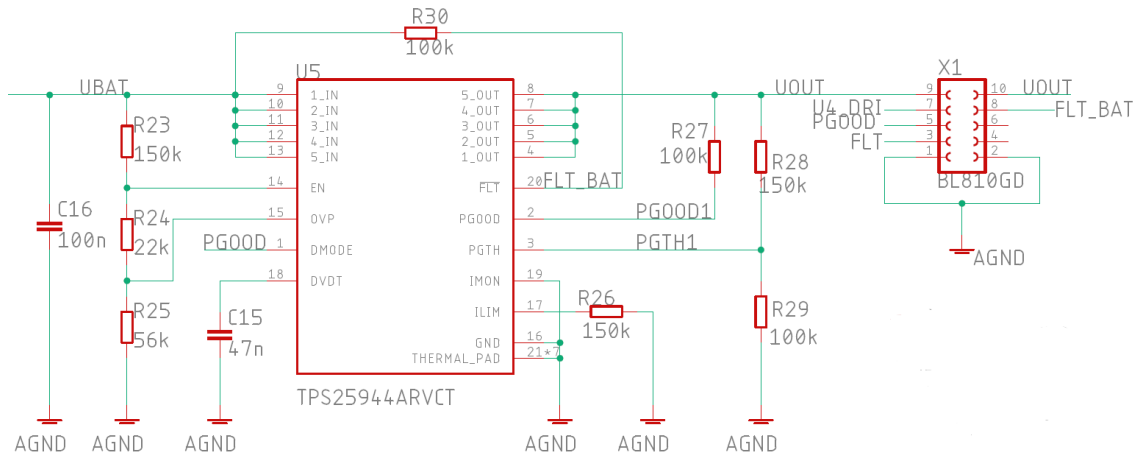 R30
100k
U5
X1
UBAT
9 1_IN 5_OUT 8
UOUT
9 10
UOUT
10 2_IN 4_OUT 7
U4_DRI
7 8
FLT_BAT
11 3_IN 3_OUT 6
PGOOD
5 6
12 4_IN 2_OUT 5
FLT
3 4
13 5_IN 1_OUT 4
1 2
R23
150k
R27
100k
R28
150k
BL810GD
14 EN FLT 20
FLT_BAT
C16
100n
R24
22k
15 OVP PGOOD 2
PGOOD1
PGOOD
1 DMODE PGTH 3
PGTH1
AGND
18 DVDT IMON 19
R25
56k
C15
47n
ILIM 17
R26
150k
R29
100k
GND 16
THERMAL_PAD 21*7
TPS25944ARVCT
AGND AGND AGND AGND AGND AGND